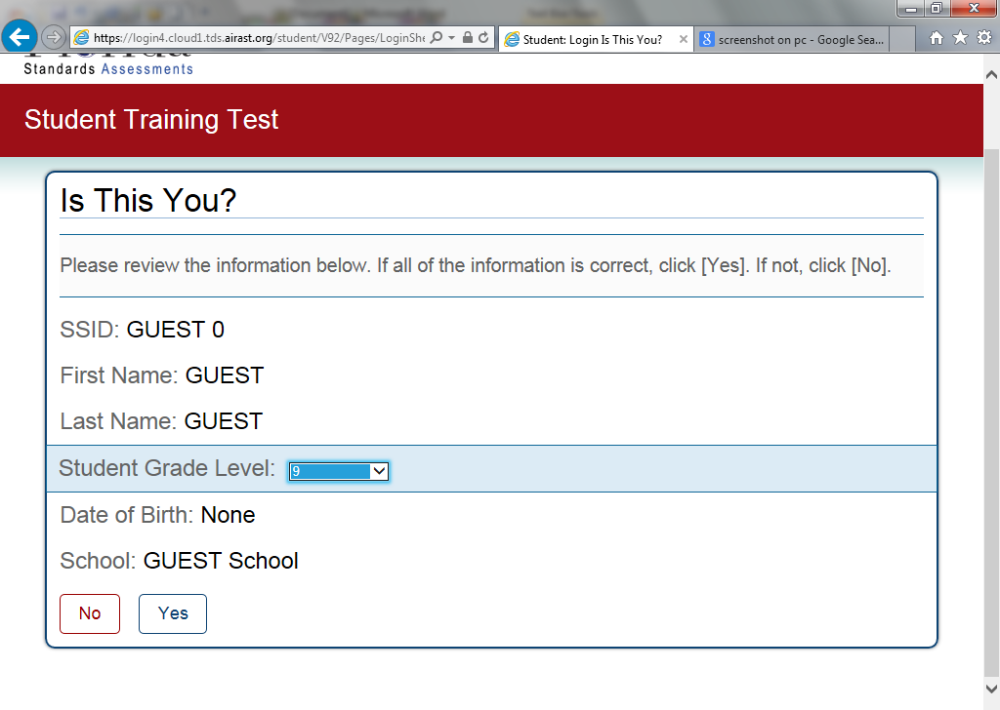 https://login4.cloud1.tds.airast.org/student/V92/Pages/LoginShe
Student: Login Is This You?
screenshot on pc - Google Sea...
Standards Assessments
Student Training Test
Is This You?
Please review the information below. If all of the information is correct, click [Yes]. If not, click [No].
SSID: GUEST 0
First Name: GUEST
Last Name: GUEST
Student Grade Level: 9
Date of Birth: None
School: GUEST School
No Yes